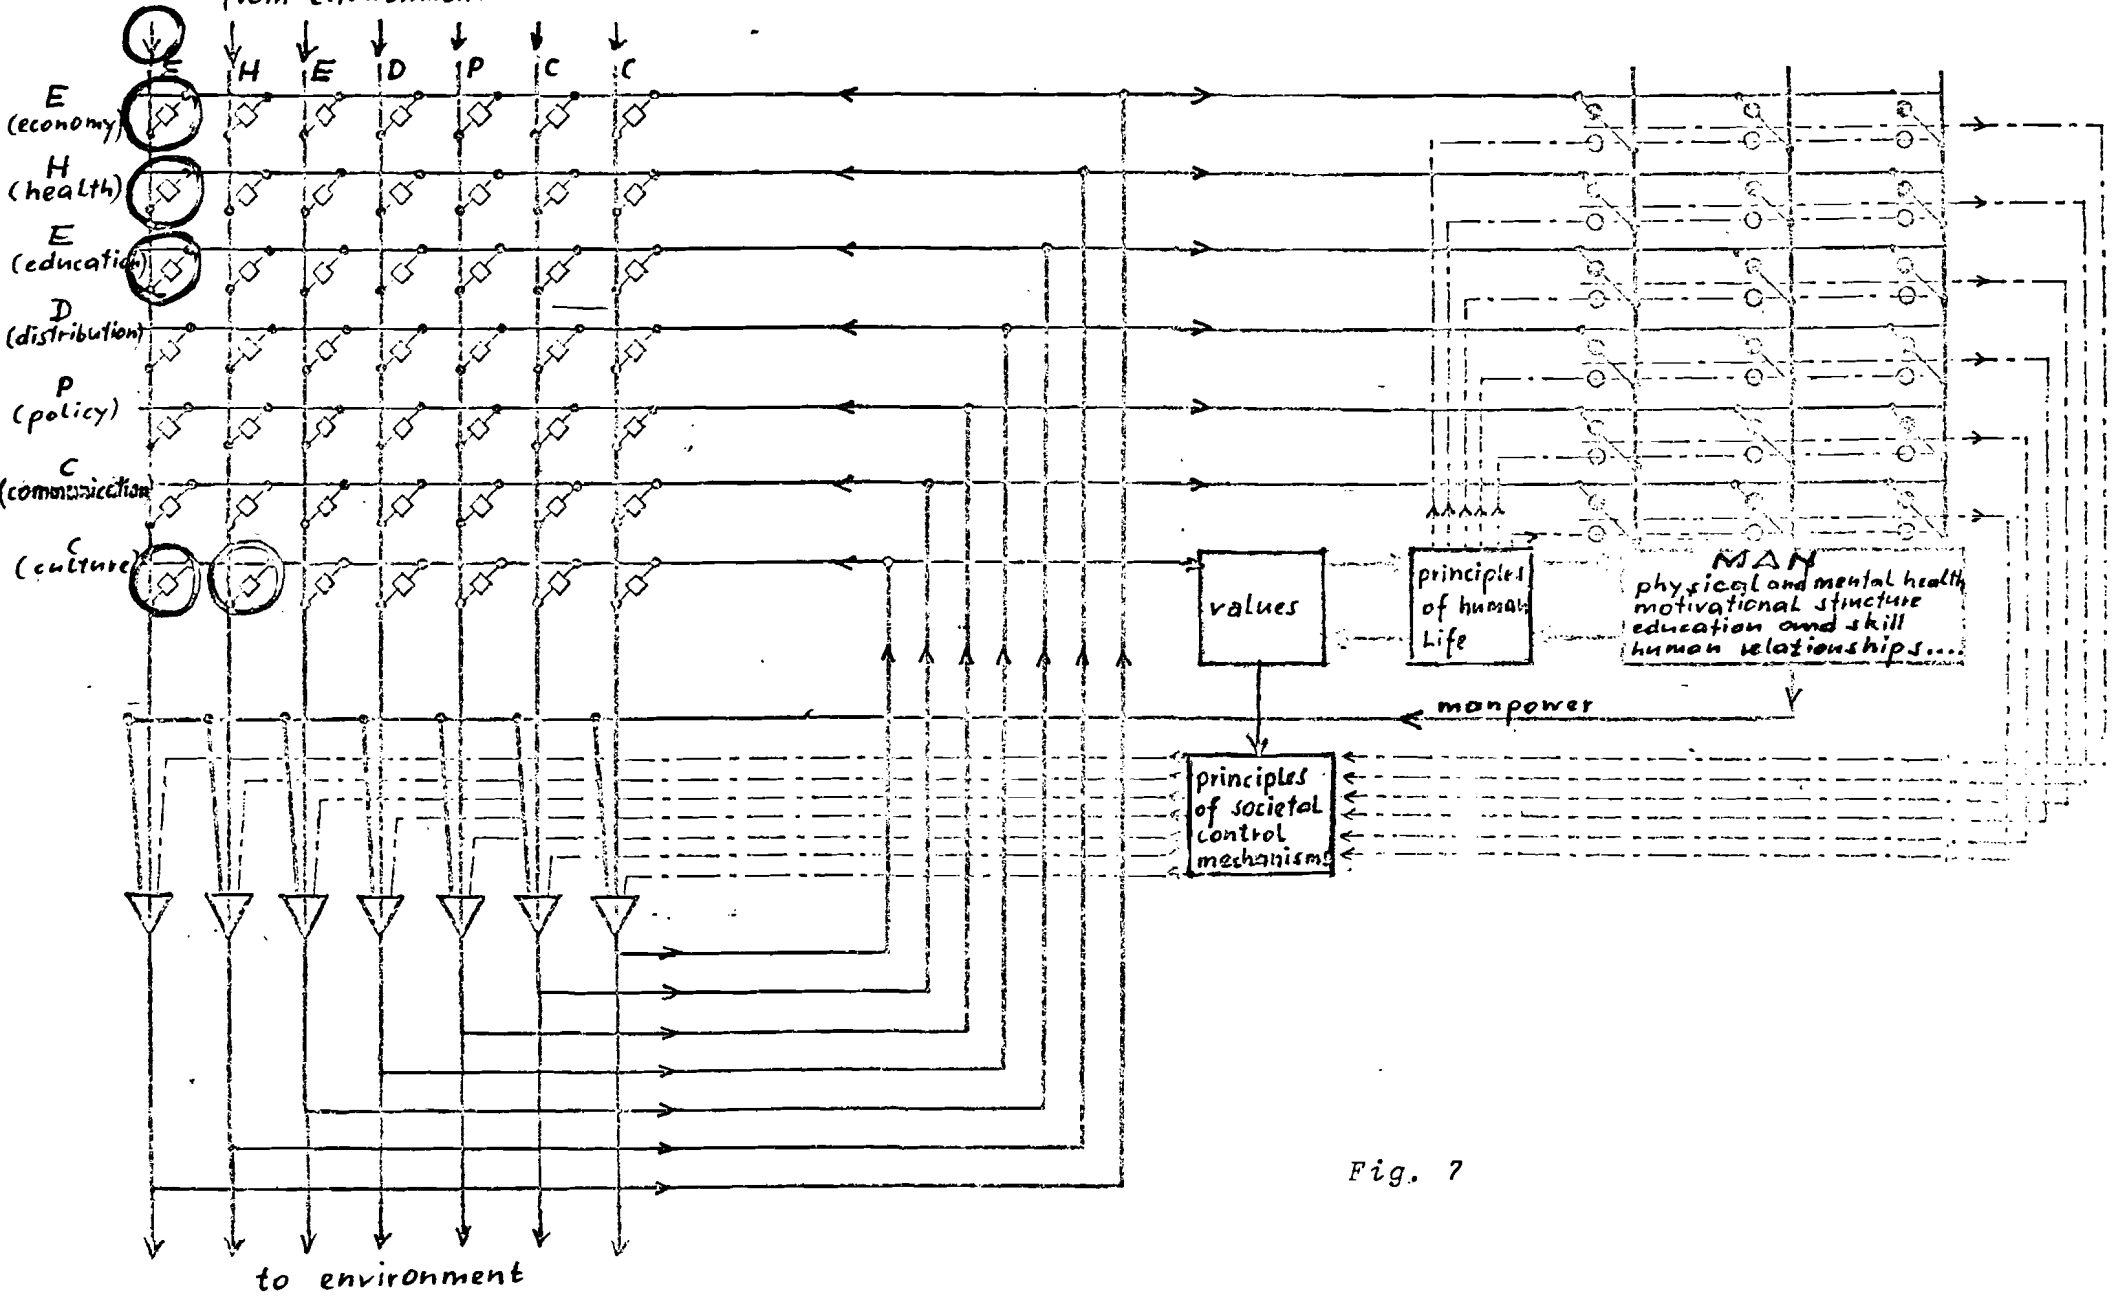 from environment
E H E D P C C
E
(economy)
H
(health)
E
(education)
D
(distribution)
P
(policy)
C
(communication)
C
(culture)
values
principles
of human
Life
MAN
physical and mental health
motivational structure
education and skill
human relationships....
manpower
principles
of societal
control
mechanisms
Fig. 7
to environment